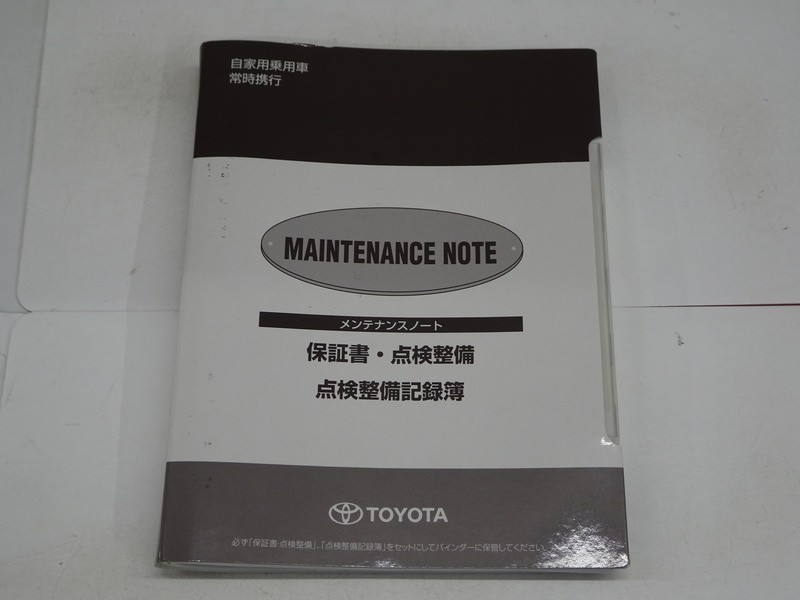 自家用乗用車
常時携行
MAINTENANCE NOTE
メンテナンスノート
保証書・点検整備
点検整備記録簿
TOYOTA
必ず「保証書・点検整備」、「点検整備記録簿」をセットにしてバインダーに保管してください。